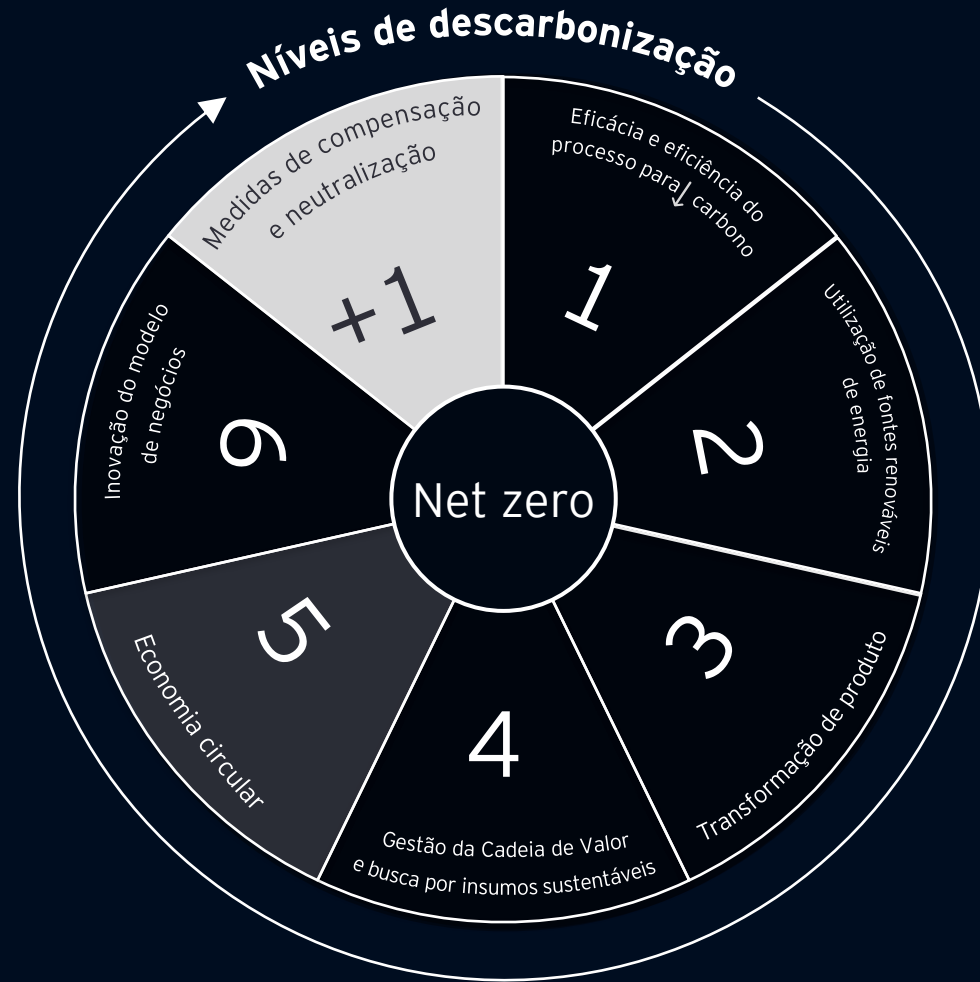 Níveis de descarbonização
Eficácia e eficiência do
processo para↓ carbono
1
Utilização de fontes renováveis
de energia
2
3
Transformação de produto
4
Gestão da Cadeia de Valor
e busca por insumos sustentáveis
5
Economia circular
Inovação do modelo
de negócios
6
Medidas de compensação
e neutralização
+1
Net zero